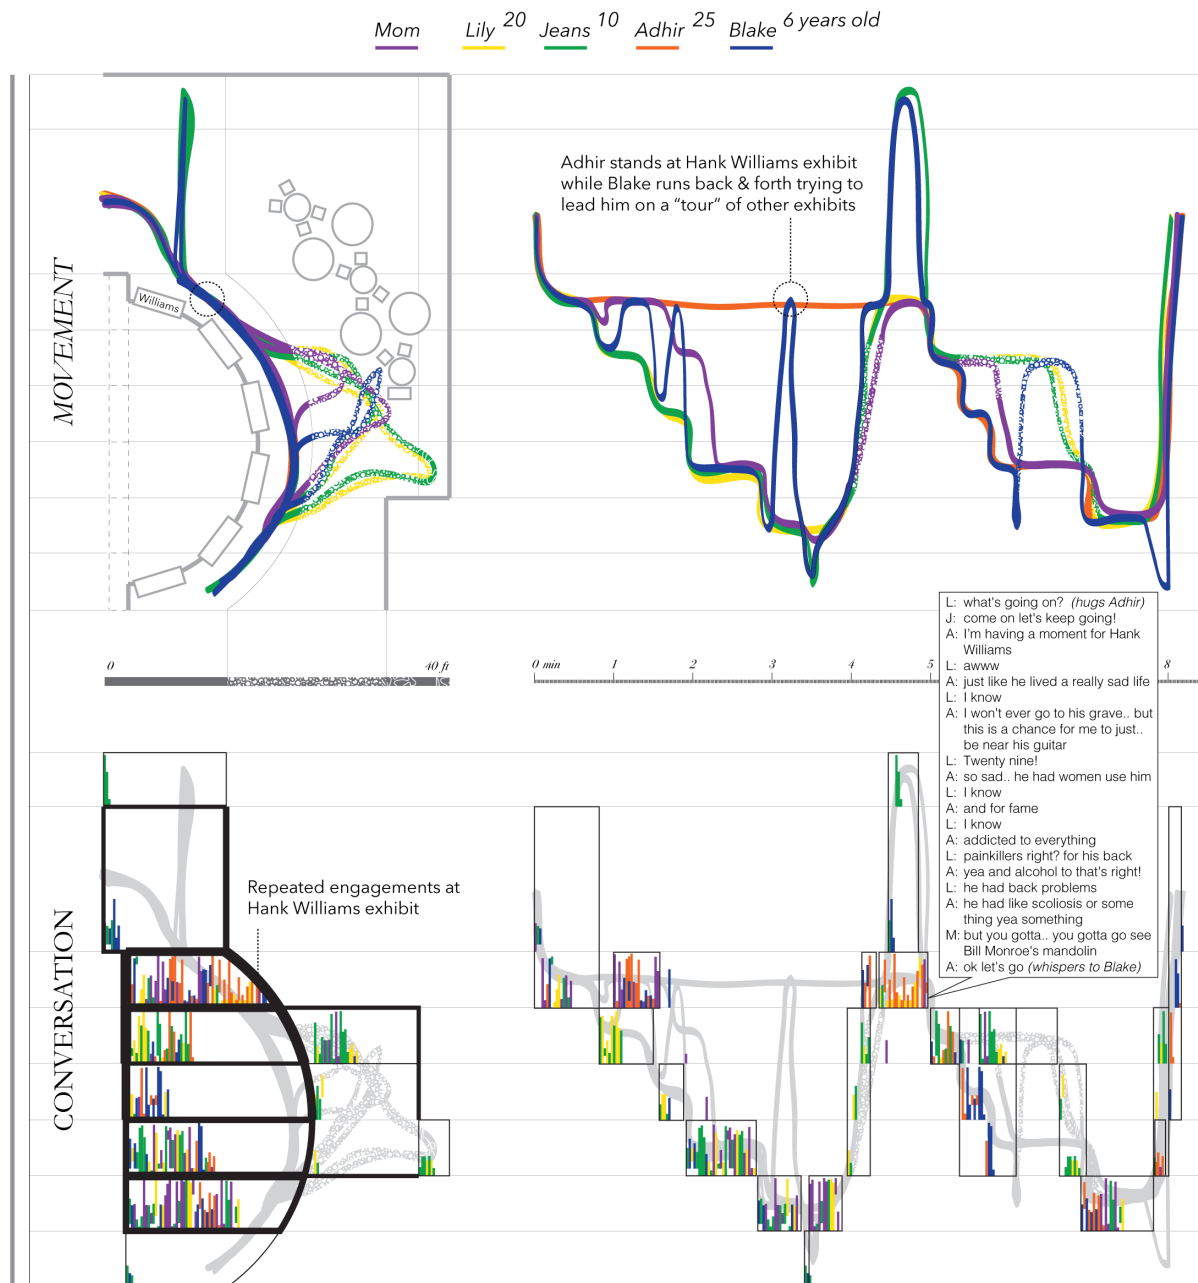 Mom Lily 20 Jeans 10 Adhir 25 Blake 6 years old
MOVEMENT
Williams
Adhir stands at Hank Williams exhibit
while Blake runs back & forth trying to
lead him on a “tour” of other exhibits
0 40 ft
0 min 1 2 3 4 5 8
L: what's going on? (hugs Adhir)
J: come on let's keep going!
A: I'm having a moment for Hank
Williams
L: awww
A: just like he lived a really sad life
L: I know
A: I won't ever go to his grave.. but
this is a chance for me to just..
be near his guitar
L: Twenty nine!
A: so sad.. he had women use him
L: I know
A: and for fame
L: I know
A: addicted to everything
L: painkillers right? for his back
A: yea and alcohol to that's right!
L: he had back problems
A: he had like scoliosis or some
thing yea something
M: but you gotta.. you gotta go see
Bill Monroe's mandolin
A: ok let's go (whispers to Blake)
CONVERSATION
Repeated engagements at
Hank Williams exhibit